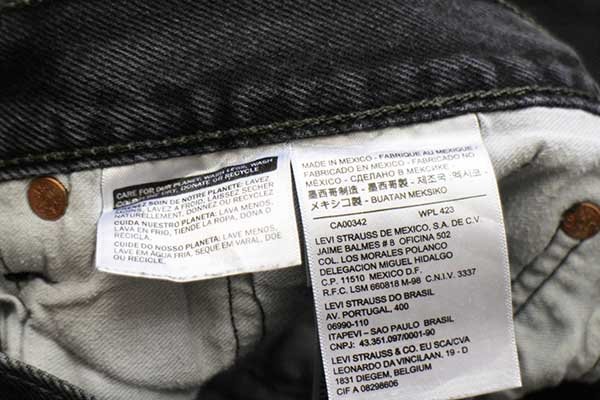 CARE FOR OUR PLANET: WASH LESS, WASH
COLD, LINE DRY, DONATE OR RECYCLE
PRENEZ SOIN DE NOTRE PLANETE: LAVEZ
MOINS, LAVEZ A FROID, LAISSEZ SECHER
NATURELLEMENT, DONNEZ OU RECYCLEZ
CUIDA NUESTRO PLANETA: LAVA MENOS,
LAVA EN FRIO, TIENDE LA ROPA, DONA O
RECICLA.
CUIDE DO NOSSO PLANETA: LAVE MENOS,
LAVE EM ÁGUA FRIA, SEQUE EM VARAL, DOE
OU RECICLE.
MADE IN MEXICO - FABRIQUE AU MEXIQUE
FABRICADO EN MEXICO - FABRICADO NO
MÉXICO - СДЕЛАНО В МЕКСИКЕ
墨西哥制造 - 墨西哥製 - 제조국 : 멕시코
メキシコ製 - BUATAN MEKSIKO
CA00342 WPL 423
LEVI STRAUSS DE MEXICO, S.A. DE C.V.
JAIME BALMES # 8 OFICINA 502
COL. LOS MORALES POLANCO
DELEGACION MIGUEL HIDALGO
C.P. 11510 MEXICO D.F.
R.F.C. LSM 660818 M-98 C.N.I.V. 3337
LEVI STRAUSS DO BRASIL
AV. PORTUGAL, 400
06990-110
ITAPEVI - SAO PAULO BRASIL
CNPJ: 43.351.097/0001-90
LEVI STRAUSS & CO. EU SCA/CVA
LEONARDO DA VINCILAAN, 19 - D
1831 DIEGEM, BELGIUM
CIF A 08298606